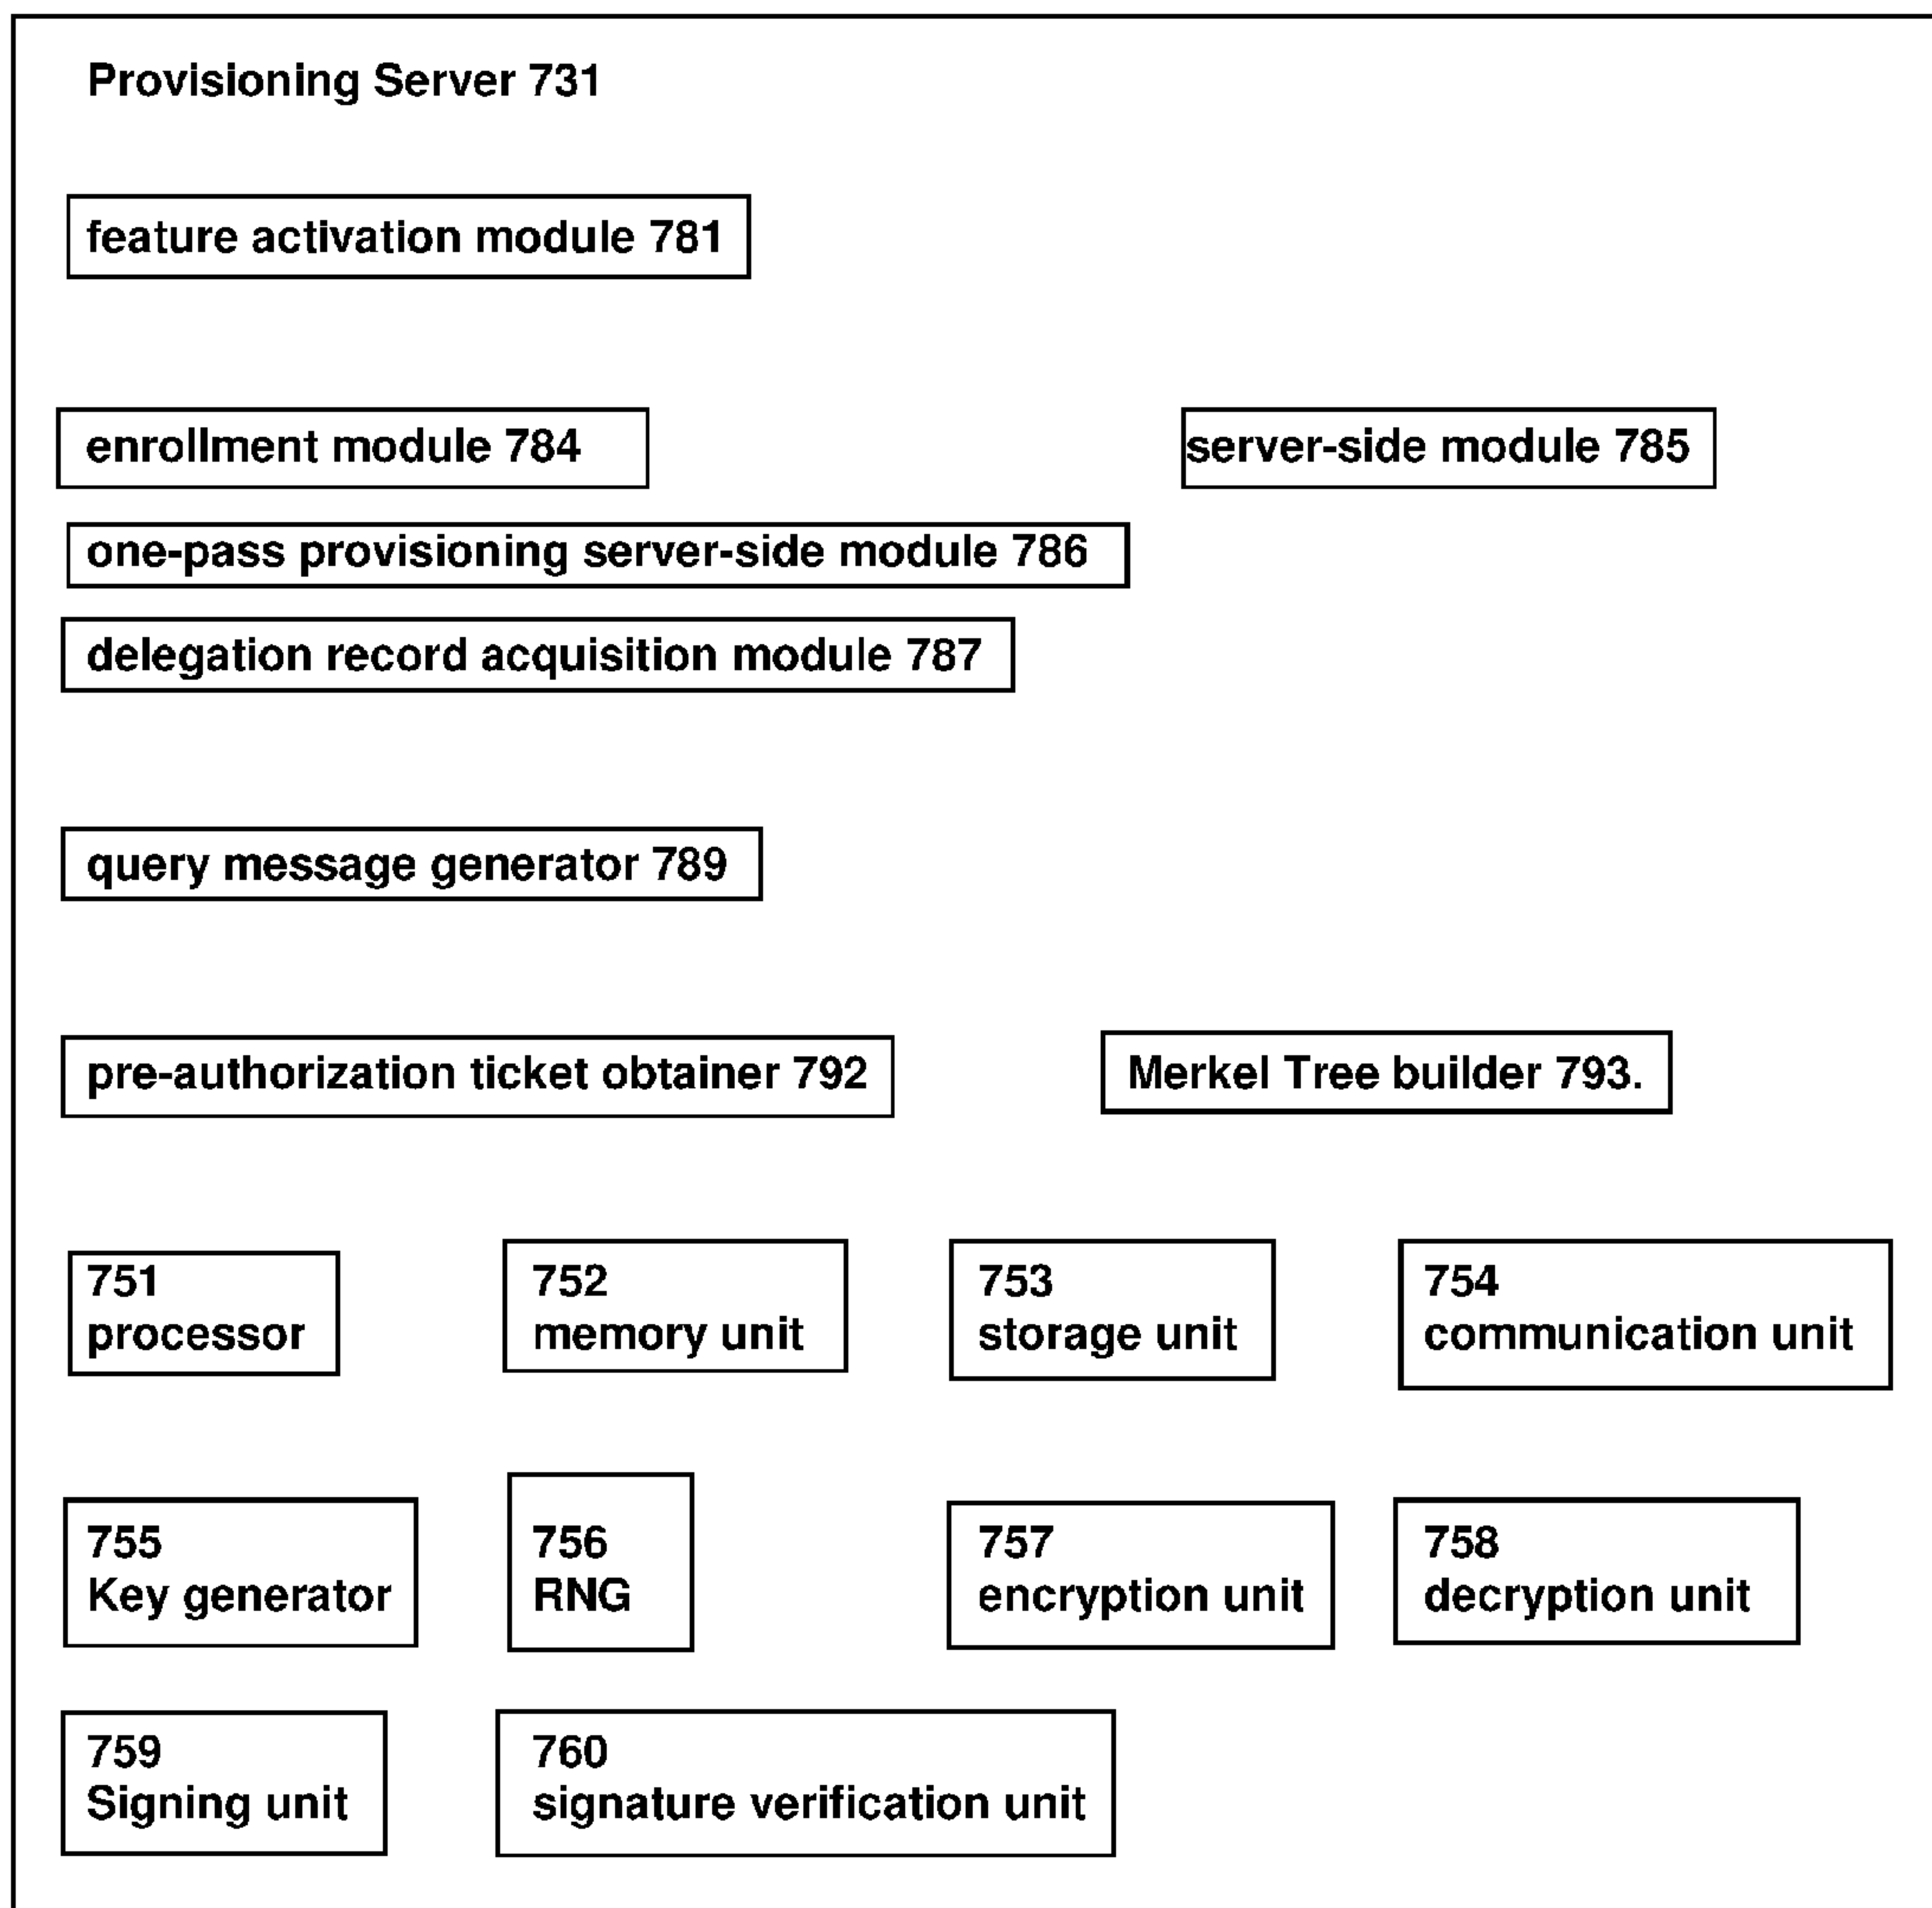 Provisioning Server 731
feature activation module 781
enrollment module 784
server-side module 785
one-pass provisioning server-side module 786
delegation record acquisition module 787
query message generator 789
pre-authorization ticket obtainer 792
Merkel Tree builder 793.
751
processor
752
memory unit
753
storage unit
754
communication unit
755
Key generator
756
RNG
757
encryption unit
758
decryption unit
759
Signing unit
760
signature verification unit